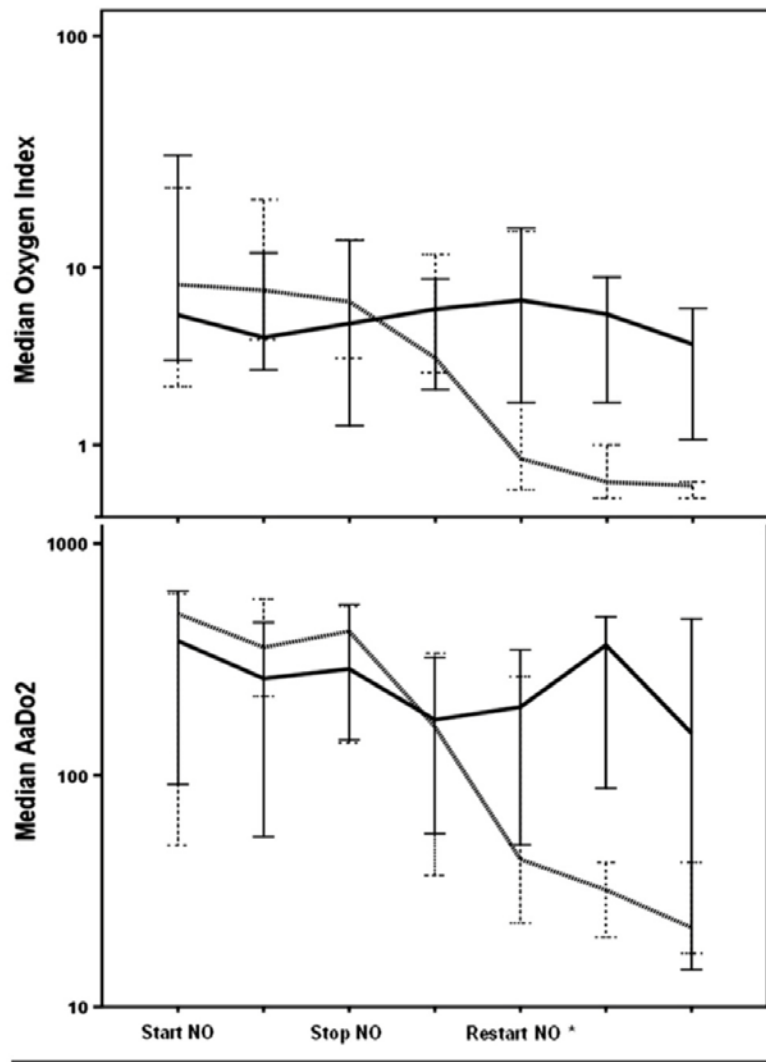 100
Median Oxygen Index
10
1
1000
Median AaDo2
100
10
Start NO
Stop NO
Restart NO *